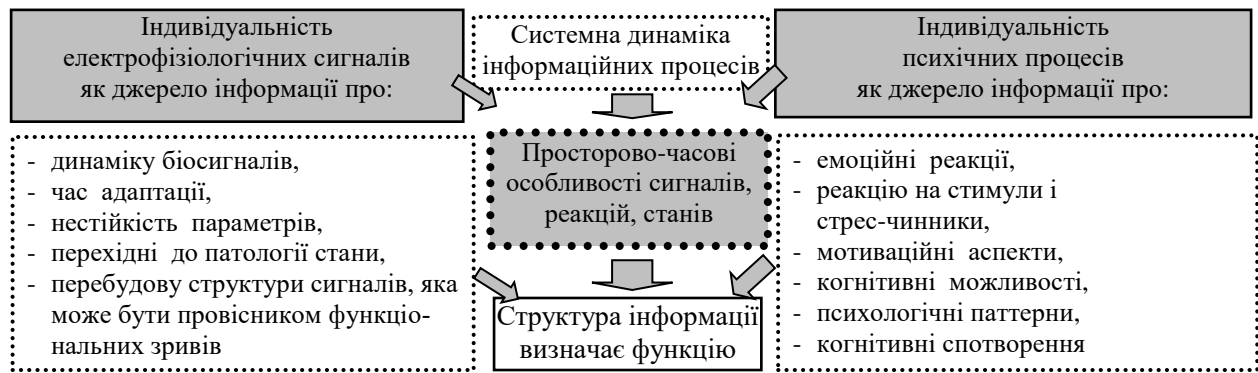 Індивідуальність
електрофізіологічних сигналів
як джерело інформації про:
- динаміку біосигналів,
- час адаптації,
- нестійкість параметрів,
- перехідні до патології стани,
- перебудову структури сигналів, яка
може бути провісником функціо-
нальних зривів
Системна динаміка
інформаційних процесів
Просторово-часові
особливості сигналів,
реакцій, станів
Структура інформації
визначає функцію
Індивідуальність
психічних процесів
як джерело інформації про:
- емоційні реакції,
- реакцію на стимули і
стрес-чинники,
- мотиваційні аспекти,
- когнітивні можливості,
- психологічні паттерни,
- когнітивні спотворення